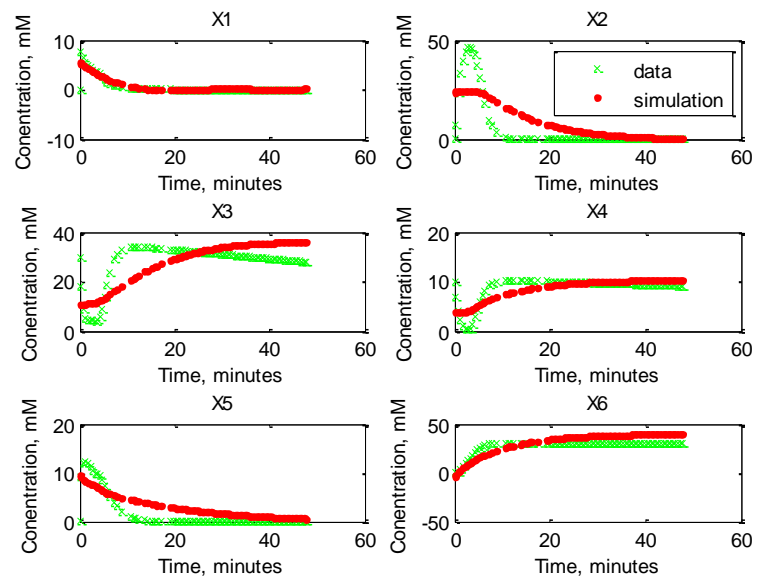 X1
Conentration, mM
10
0
-10
0 20 40 60
Time, minutes
X2
Conentration, mM
50
0
0 20 40 60
Time, minutes
data
simulation
X3
Conentration, mM
40
20
0
0 20 40 60
Time, minutes
X4
Conentration, mM
20
10
0
0 20 40 60
Time, minutes
X5
Conentration, mM
20
10
0
0 20 40 60
Time, minutes
X6
Conentration, mM
50
0
-50
0 20 40 60
Time, minutes